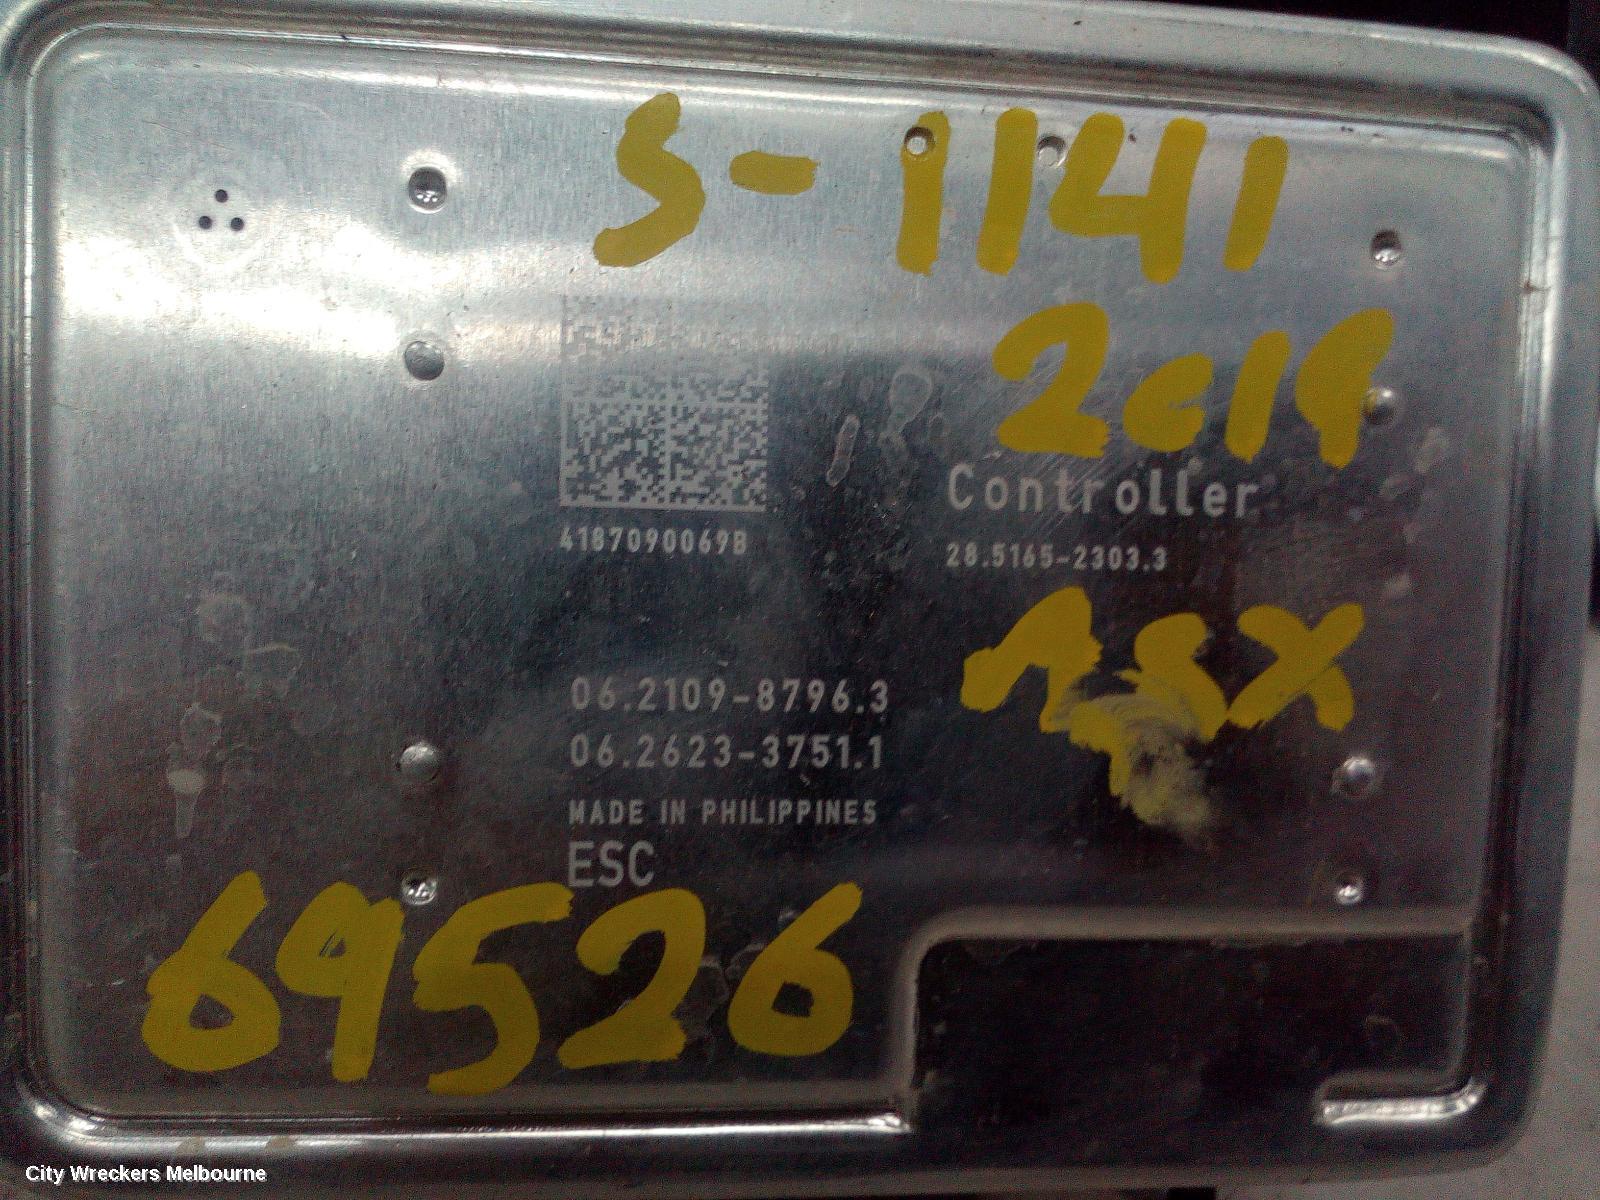 S-1141
2019
Controller
28.5165-2303.3
4187090069B
ASX
06.2109-8796.3
06.2623-3751.1
MADE IN PHILIPPINES
ESC
69526
City Wreckers Melbourne